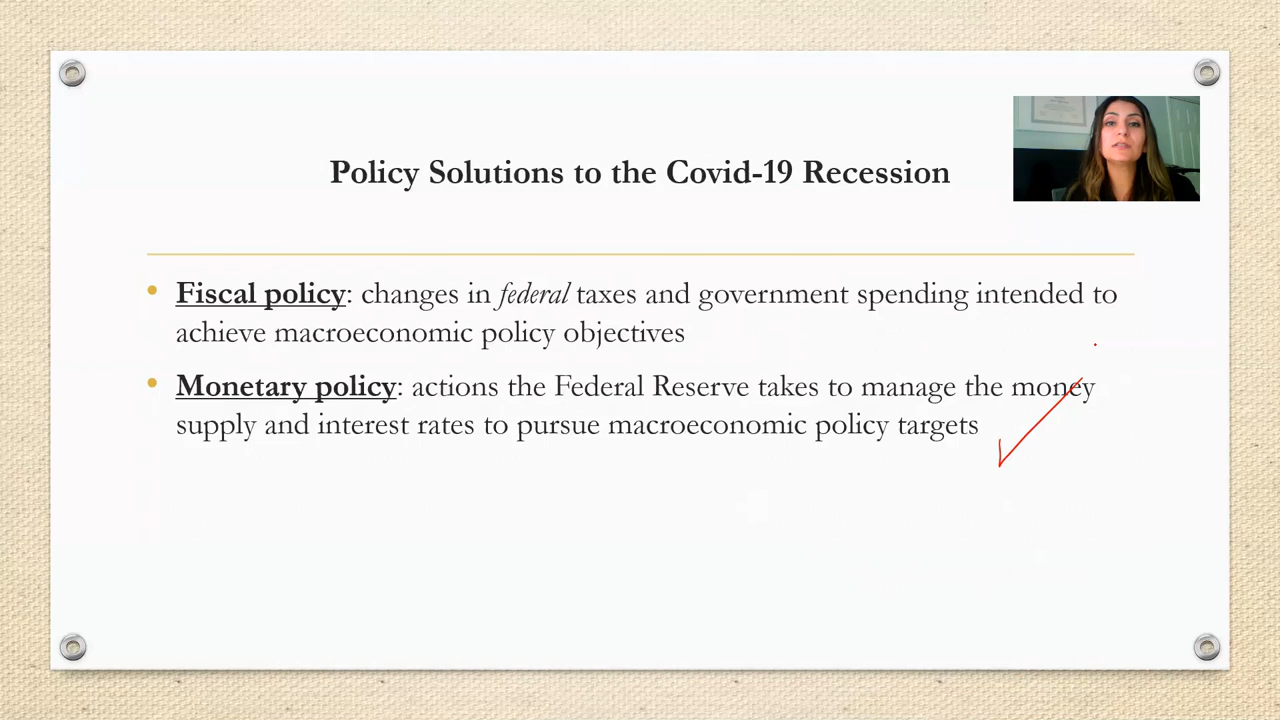 Policy Solutions to the Covid-19 Recession
• Fiscal policy: changes in federal taxes and government spending intended to
achieve macroeconomic policy objectives
• Monetary policy: actions the Federal Reserve takes to manage the money
supply and interest rates to pursue macroeconomic policy targets